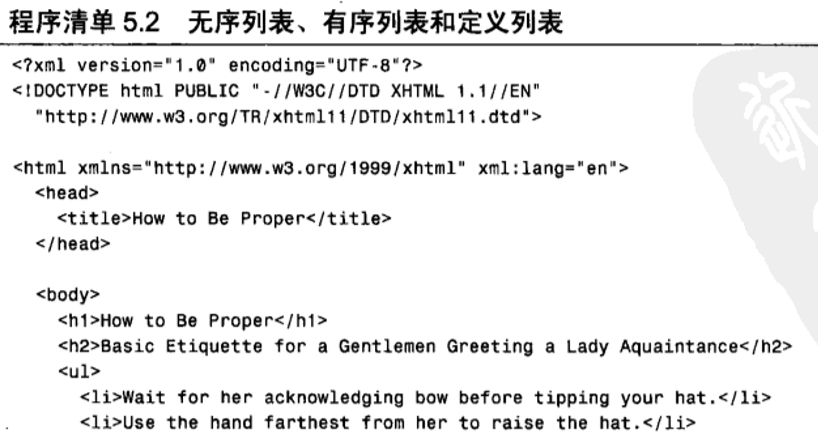 程序清单 5.2 无序列表、有序列表和定义列表
<?xml version="1.0" encoding="UTF-8"?>
<!DOCTYPE html PUBLIC "-//W3C//DTD XHTML 1.1//EN"
"http://www.w3.org/TR/xhtml11/DTD/xhtml11.dtd">
<html xmlns="http://www.w3.org/1999/xhtml" xml:lang="en">
<head>
<title>How to Be Proper</title>
</head>
<body>
<h1>How to Be Proper</h1>
<h2>Basic Etiquette for a Gentlemen Greeting a Lady Aquaintance</h2>
<ul>
<li>Wait for her acknowledging bow before tipping your hat.</li>
<li>Use the hand farthest from her to raise the hat.</li>